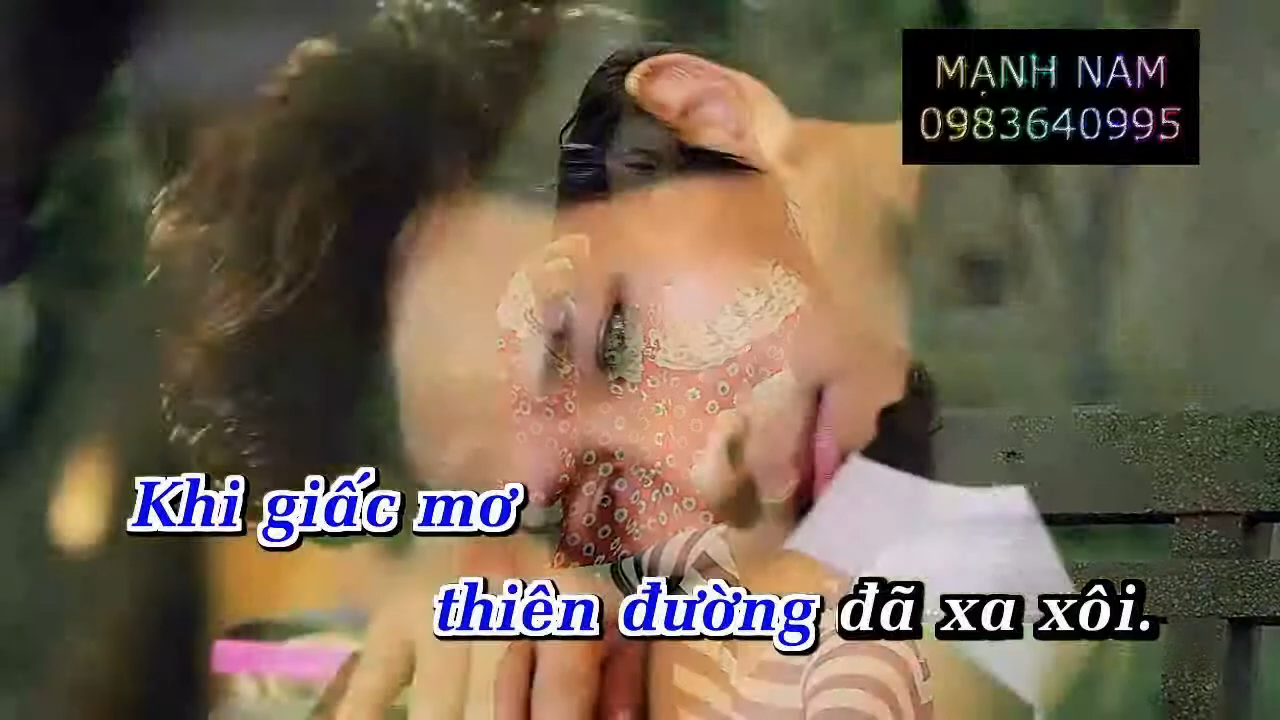 MẠNH NAM
0983640995
Khi giấc mơ
thiên đường đã xa xôi.